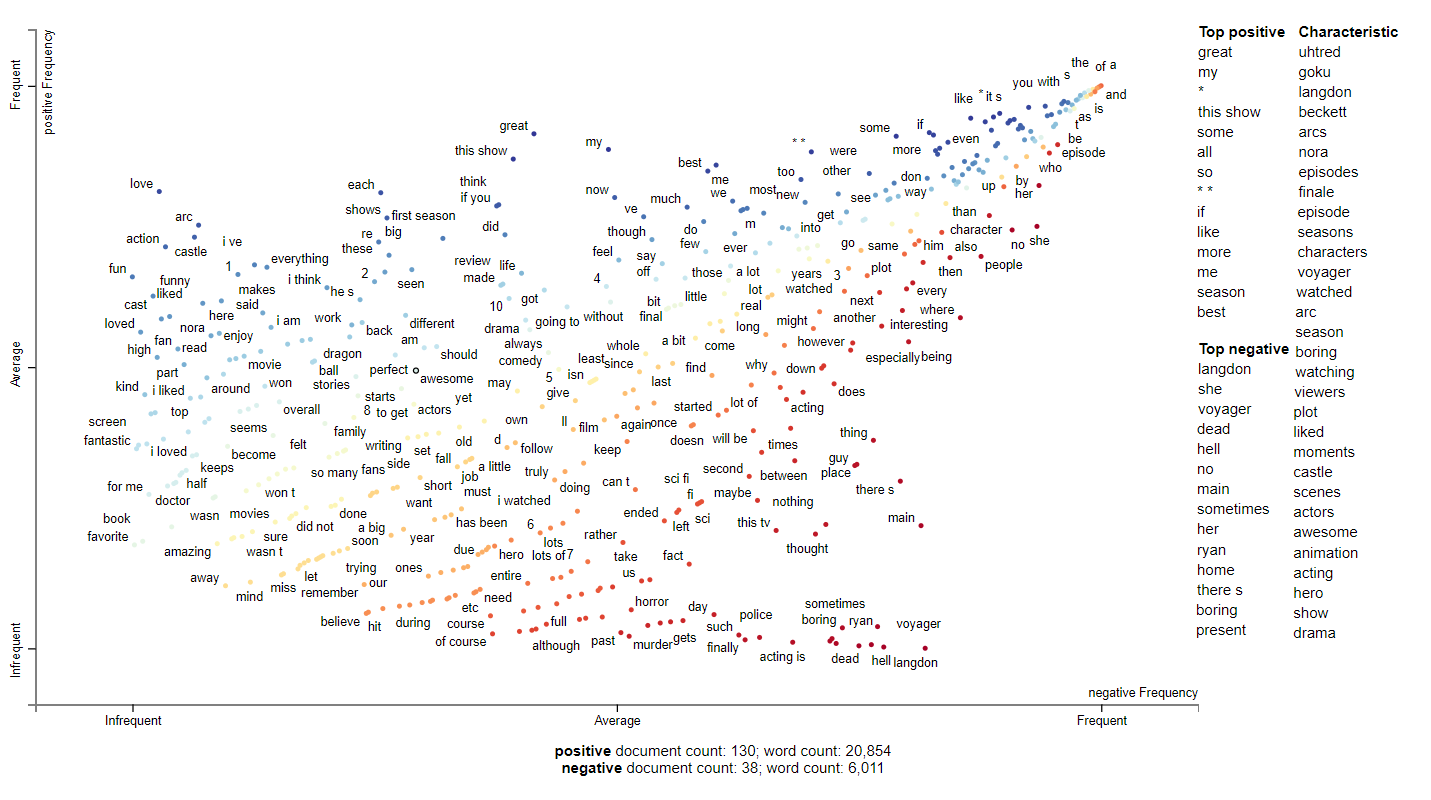 Frequent
positive Frequency
Average
Infrequent
the
of a
s
you with
and
like
* it s
is
as
t
great
some
if
even
be
this show
my
* *
were
more
episode
best
too
other
who
love
each
think
me
don
by
if you
now
we
most
new
see
way
up
her
much
arc
shows
first season
ve
m
get
than
action
castle
i ve
re
big
did
though
do
into
character
these
few
ever
go
same
him
also
no
she
fun
1
everything
2
review
life
feel
say
people
funny
i think
seen
made
4
off
those
a lot
years
3
plot
then
liked
makes
he s
10
got
bit
little
lot
watched
next
every
cast
said
real
where
loved
here
i am
work
different
drama
going to
without
final
might
another
interesting
nora
enjoy
back
am
always
long
however
fan
high
read
dragon
should
comedy
whole
a bit
come
especially
being
part
movie
ball
perfect
awesome
least
since
find
why
down
kind
i liked
around
won
stories
may
5
isn
last
does
give
starts
yet
started
lot of
acting
top
overall
8
to get
actors
screen
own
ll
film
again
once
fantastic
seems
family
thing
i loved
become
felt
writing
set
old
d
follow
keep
doesn
will be
times
keeps
so many
fans
side
fall
a little
guy
half
job
truly
sci fi
second
between
place
for me
won t
short
must
doing
can t
fi
maybe
there s
doctor
want
i watched
nothing
book
wasn
movies
did not
done
has been
6
ended
left
sci
this tv
main
favorite
sure
a big
rather
soon
year
lots
amazing
wasn t
due
hero
lots of
7
take
fact
thought
trying
ones
us
away
let
our
entire
mind
miss
remember
need
horror
sometimes
etc
day
police
believe
hit
during
course
full
such
boring
ryan
voyager
of course
although
past
murder
gets
finally
acting is
dead
hell
langdon
negative Frequency
Infrequent
Average
Frequent
positive document count: 130; word count: 20,854
negative document count: 38; word count: 6,011
Top positive
great
my
*
this show
some
all
so
* *
if
like
more
me
season
best
Top negative
langdon
she
voyager
dead
hell
no
main
sometimes
her
ryan
home
there s
boring
present
Characteristic
uhtred
goku
langdon
beckett
arcs
nora
episodes
finale
episode
seasons
characters
voyager
watched
arc
season
boring
watching
viewers
plot
liked
moments
castle
scenes
actors
awesome
animation
acting
hero
show
drama